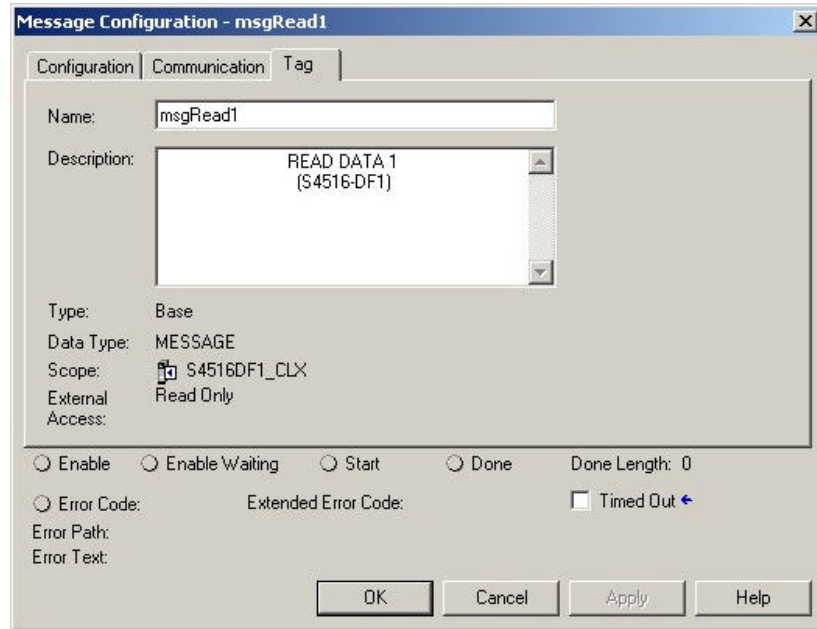 Message Configuration - msgRead1
Configuration Communication Tag
Name: msgRead1
Description: READ DATA 1
(S4516-DF1)
Type: Base
Data Type: MESSAGE
Scope: S4516DF1_CLX
External Access: Read Only
Enable Enable Waiting Start Done Done Length: 0
Error Code: Extended Error Code: Timed Out
Error Path:
Error Text:
OK Cancel Apply Help